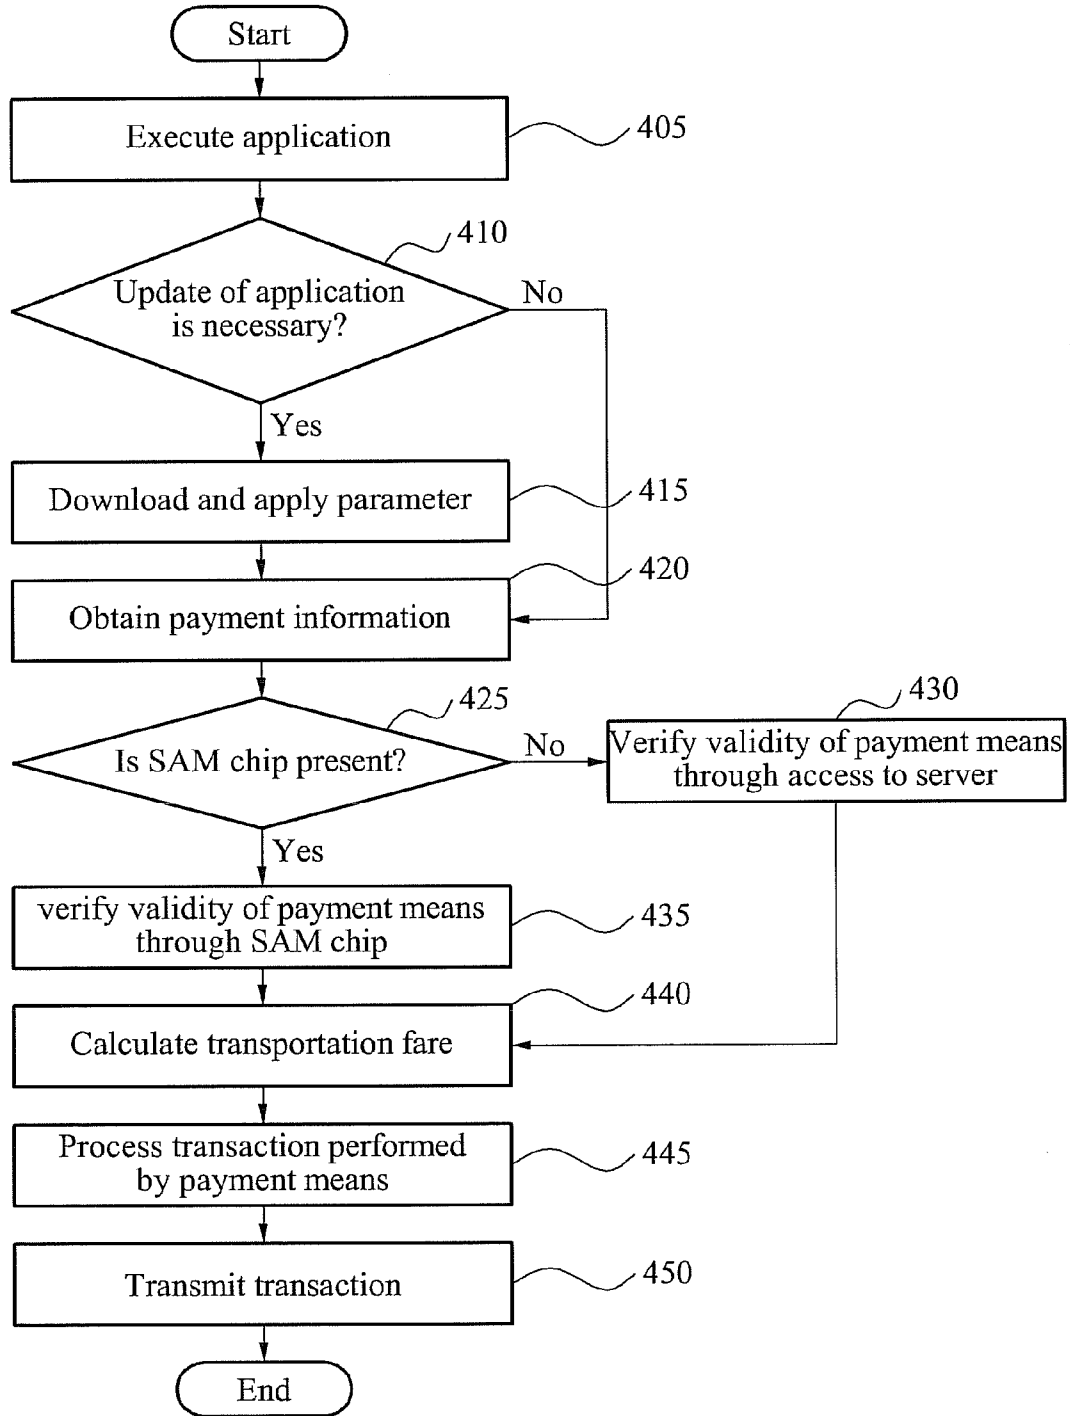 Start
Execute application
405
410
Update of application
is necessary?
No
Yes
Download and apply parameter
415
420
Obtain payment information
425
Is SAM chip present?
No
430
Verify validity of payment means
through access to server
Yes
verify validity of payment means
through SAM chip
435
440
Calculate transportation fare
Process transaction performed
by payment means
445
Transmit transaction
450
End